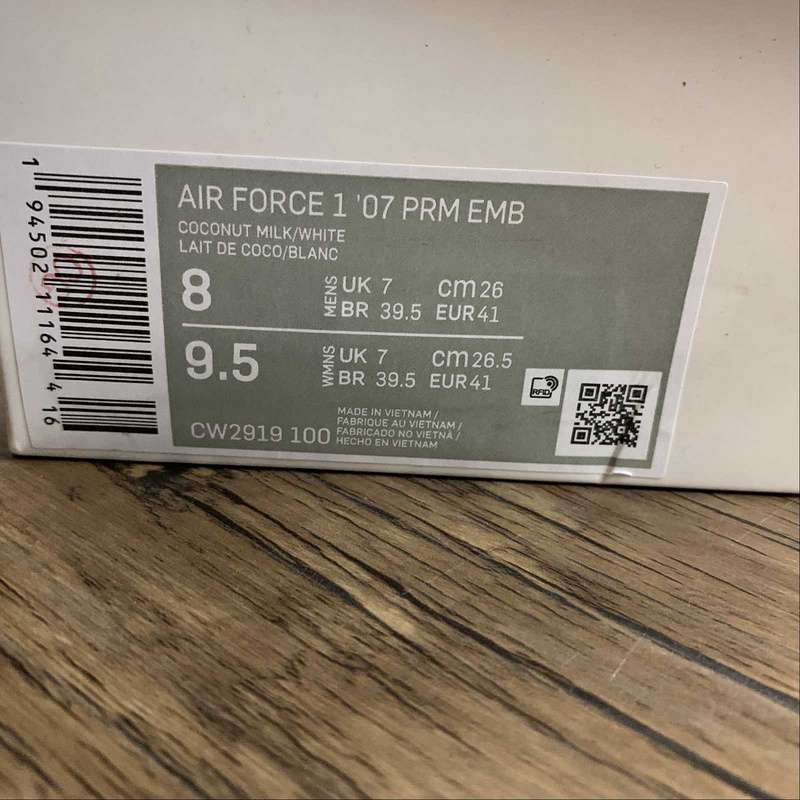 AIR FORCE 1 '07 PRM EMB
COCONUT MILK/WHITE
LAIT DE COCO/BLANC
8 MENS UK 7 cm 26
BR 39.5 EUR 41
9.5 WMNS UK 7 cm 26.5
BR 39.5 EUR 41
RFID
CW2919 100
MADE IN VIETNAM /
FABRIQUE AU VIETNAM /
FABRICADO NO VIETNÃ /
HECHO EN VIETNAM
1 94502 11164 4 16